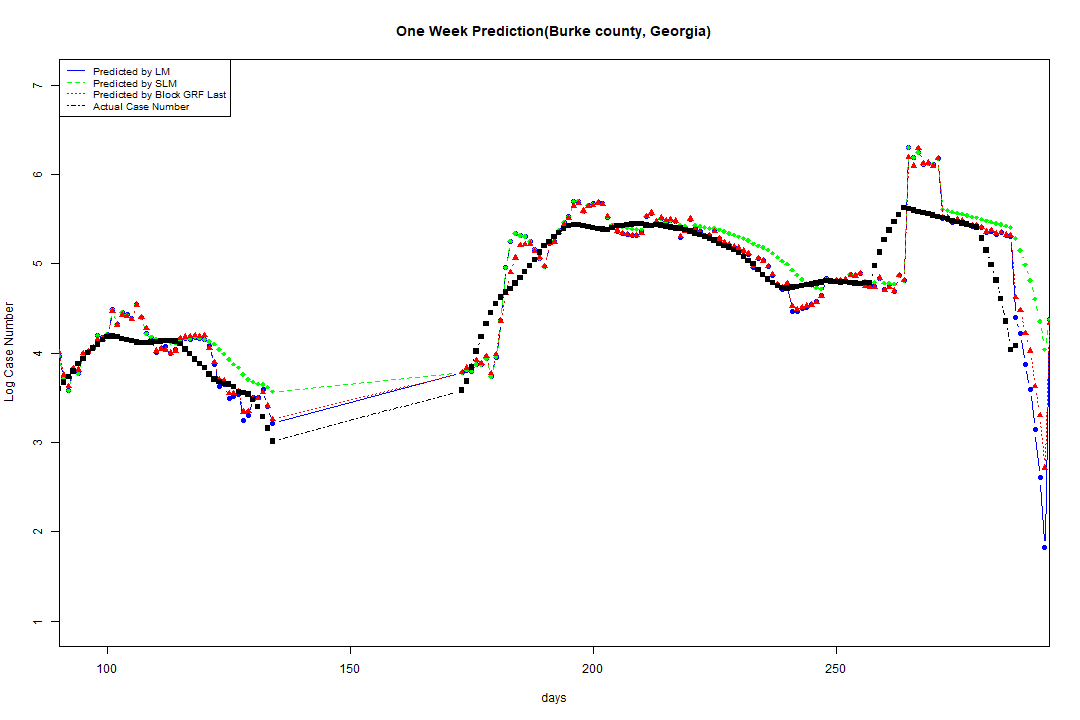 One Week Prediction(Burke county, Georgia)
Predicted by LM
Predicted by SLM
Predicted by Block GRF Last
Actual Case Number
7
6
5
4
3
2
1
Log Case Number
100 150 200 250
days